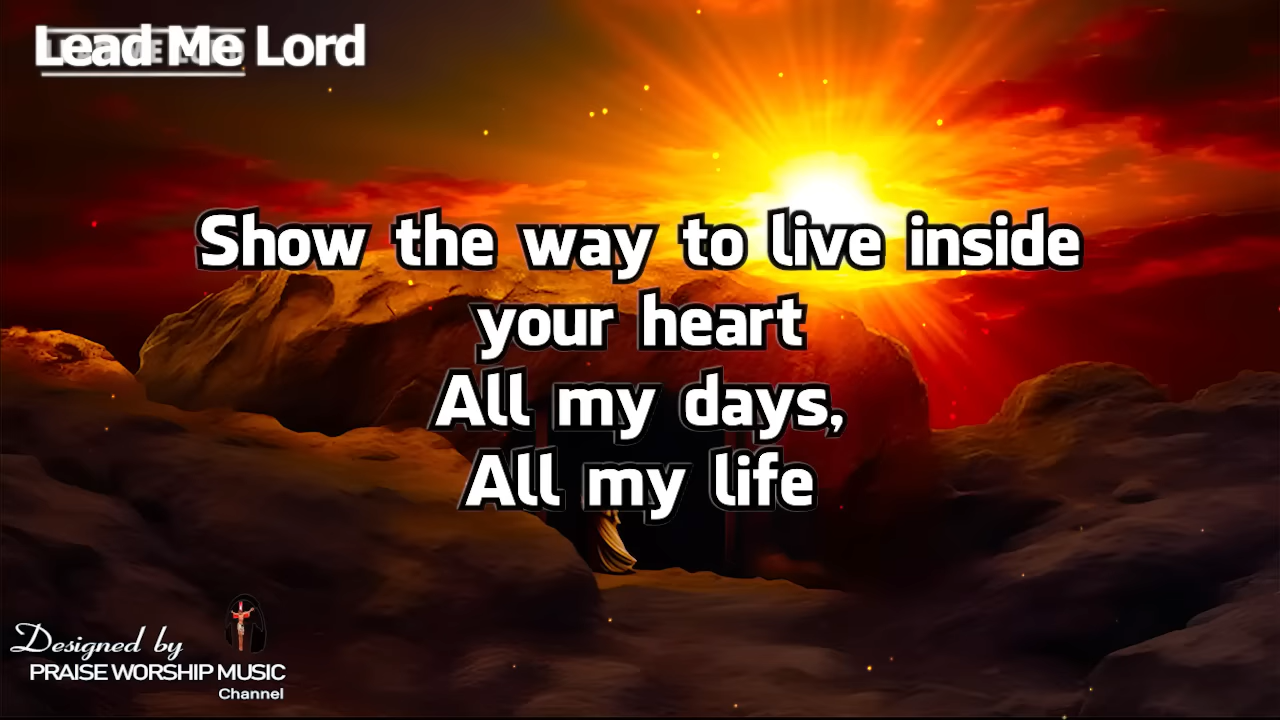 Lead Me Lord
Show the way to live inside
your heart
All my days,
All my life
Designed by
PRAISE WORSHIP MUSIC
Channel